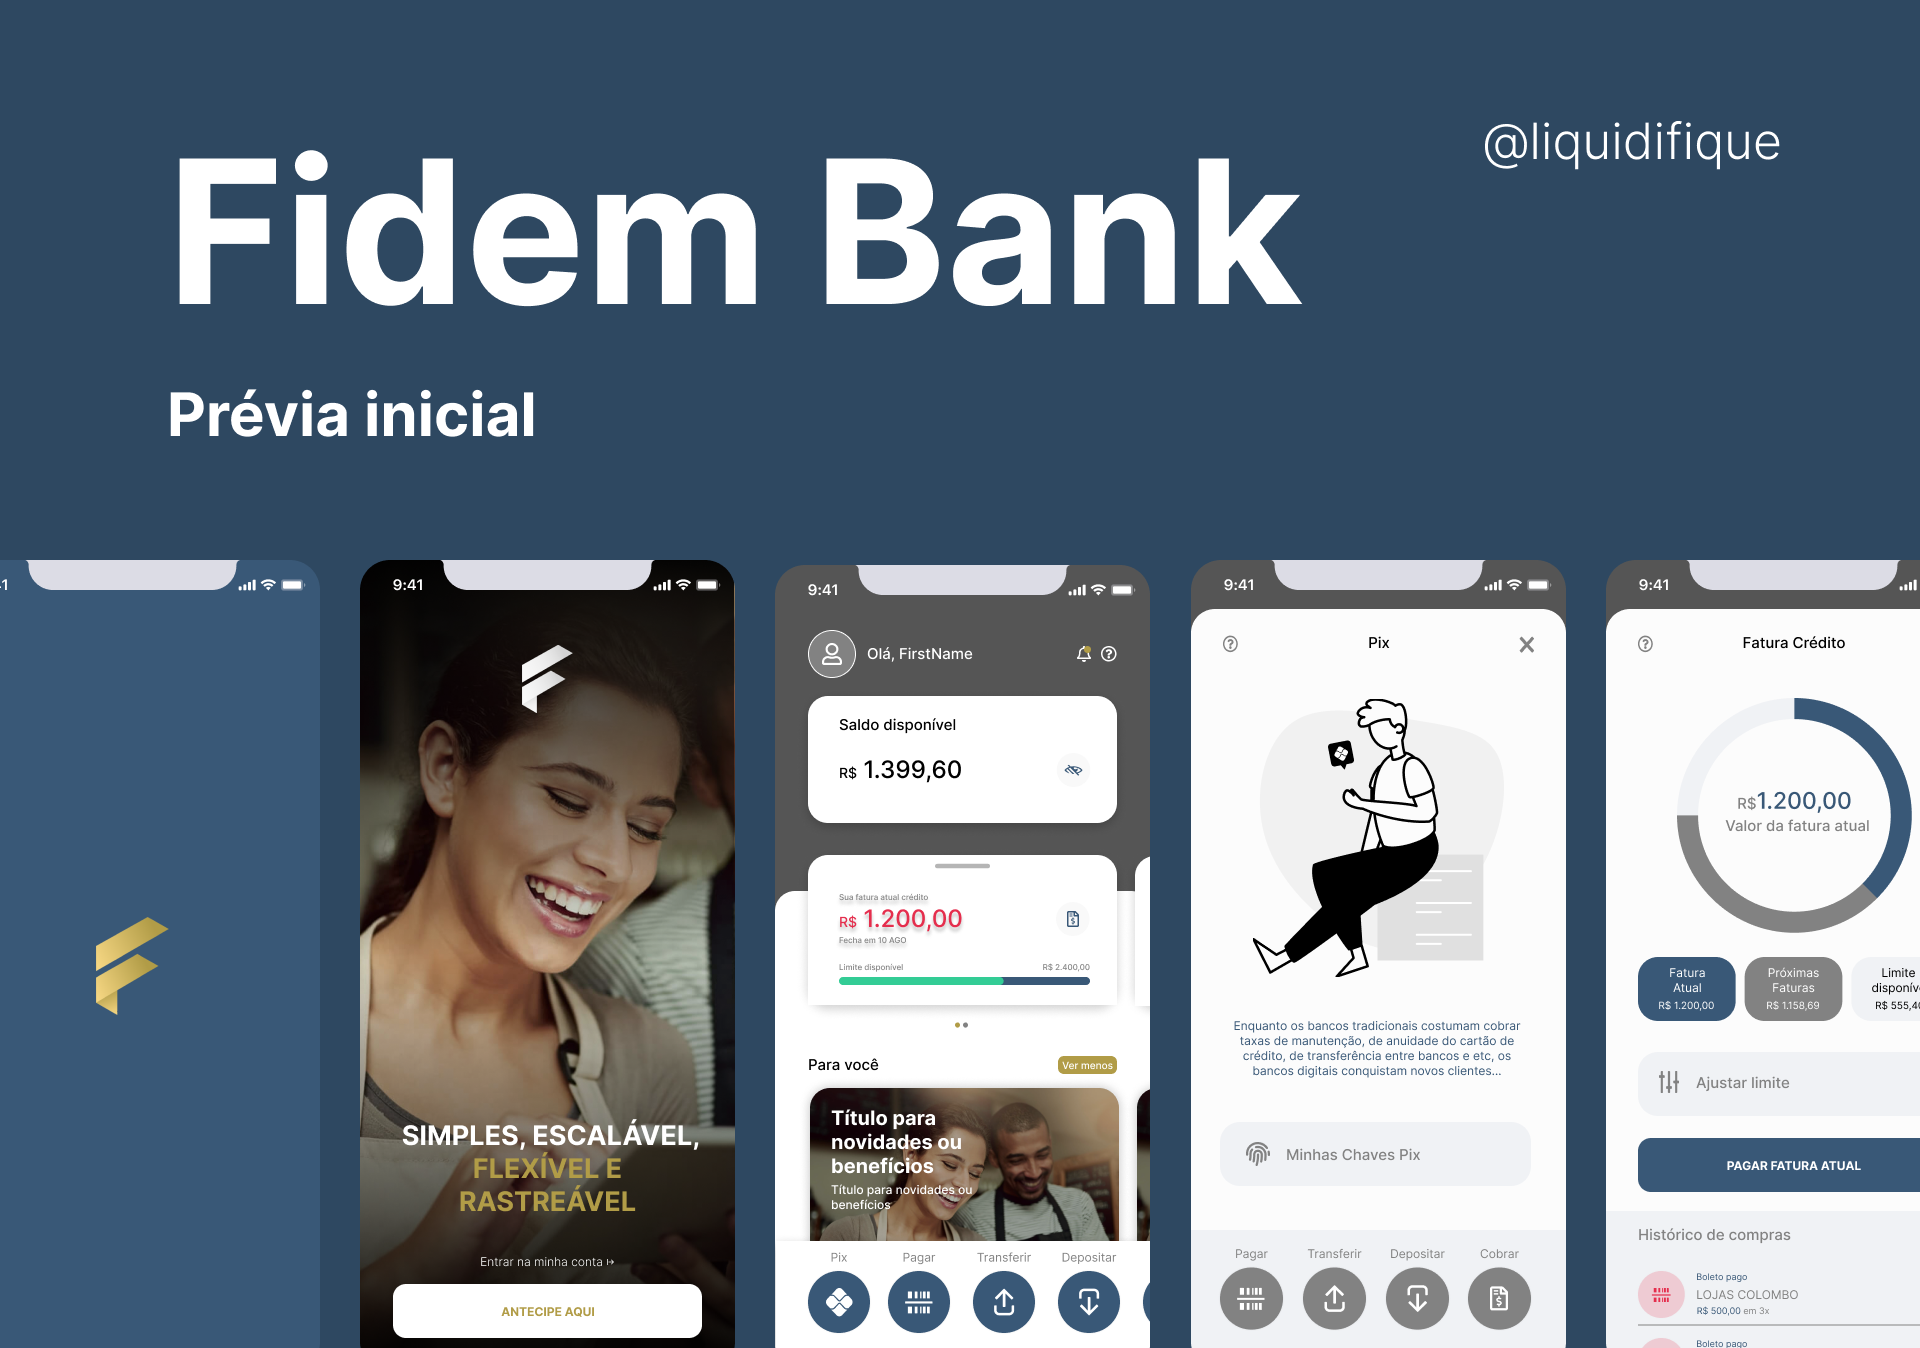 Fidem Bank
@liquidifique
Prévia inicial
9:41
SIMPLES, ESCALÁVEL,
FLEXÍVEL E
RASTREÁVEL
Entrar na minha conta ↦
ANTECIPE AQUI
9:41
Olá, FirstName
Saldo disponível
R$ 1.399,60
Sua fatura atual crédito
R$ 1.200,00
Fecha em 10 AGO
Limite disponível R$ 2.400,00
Para você
Ver menos
Título para
novidades ou
benefícios
Título para novidades ou
benefícios
Pix Pagar Transferir Depositar
9:41
Pix
Enquanto os bancos tradicionais costumam cobrar
taxas de manutenção, de anuidade do cartão de
crédito, de transferência entre bancos e etc, os
bancos digitais conquistam novos clientes...
Minhas Chaves Pix
Pagar Transferir Depositar Cobrar
9:41
Fatura Crédito
R$1.200,00
Valor da fatura atual
Fatura
Atual
R$ 1.200,00
Próximas
Faturas
R$ 1.158,69
Limite
R$ 555,4
Ajustar limite
PAGAR FATURA ATUAL
Histórico de compras
Boleto pago
LOJAS COLOMBO
R$ 500,00 em 3x
Boleto pago